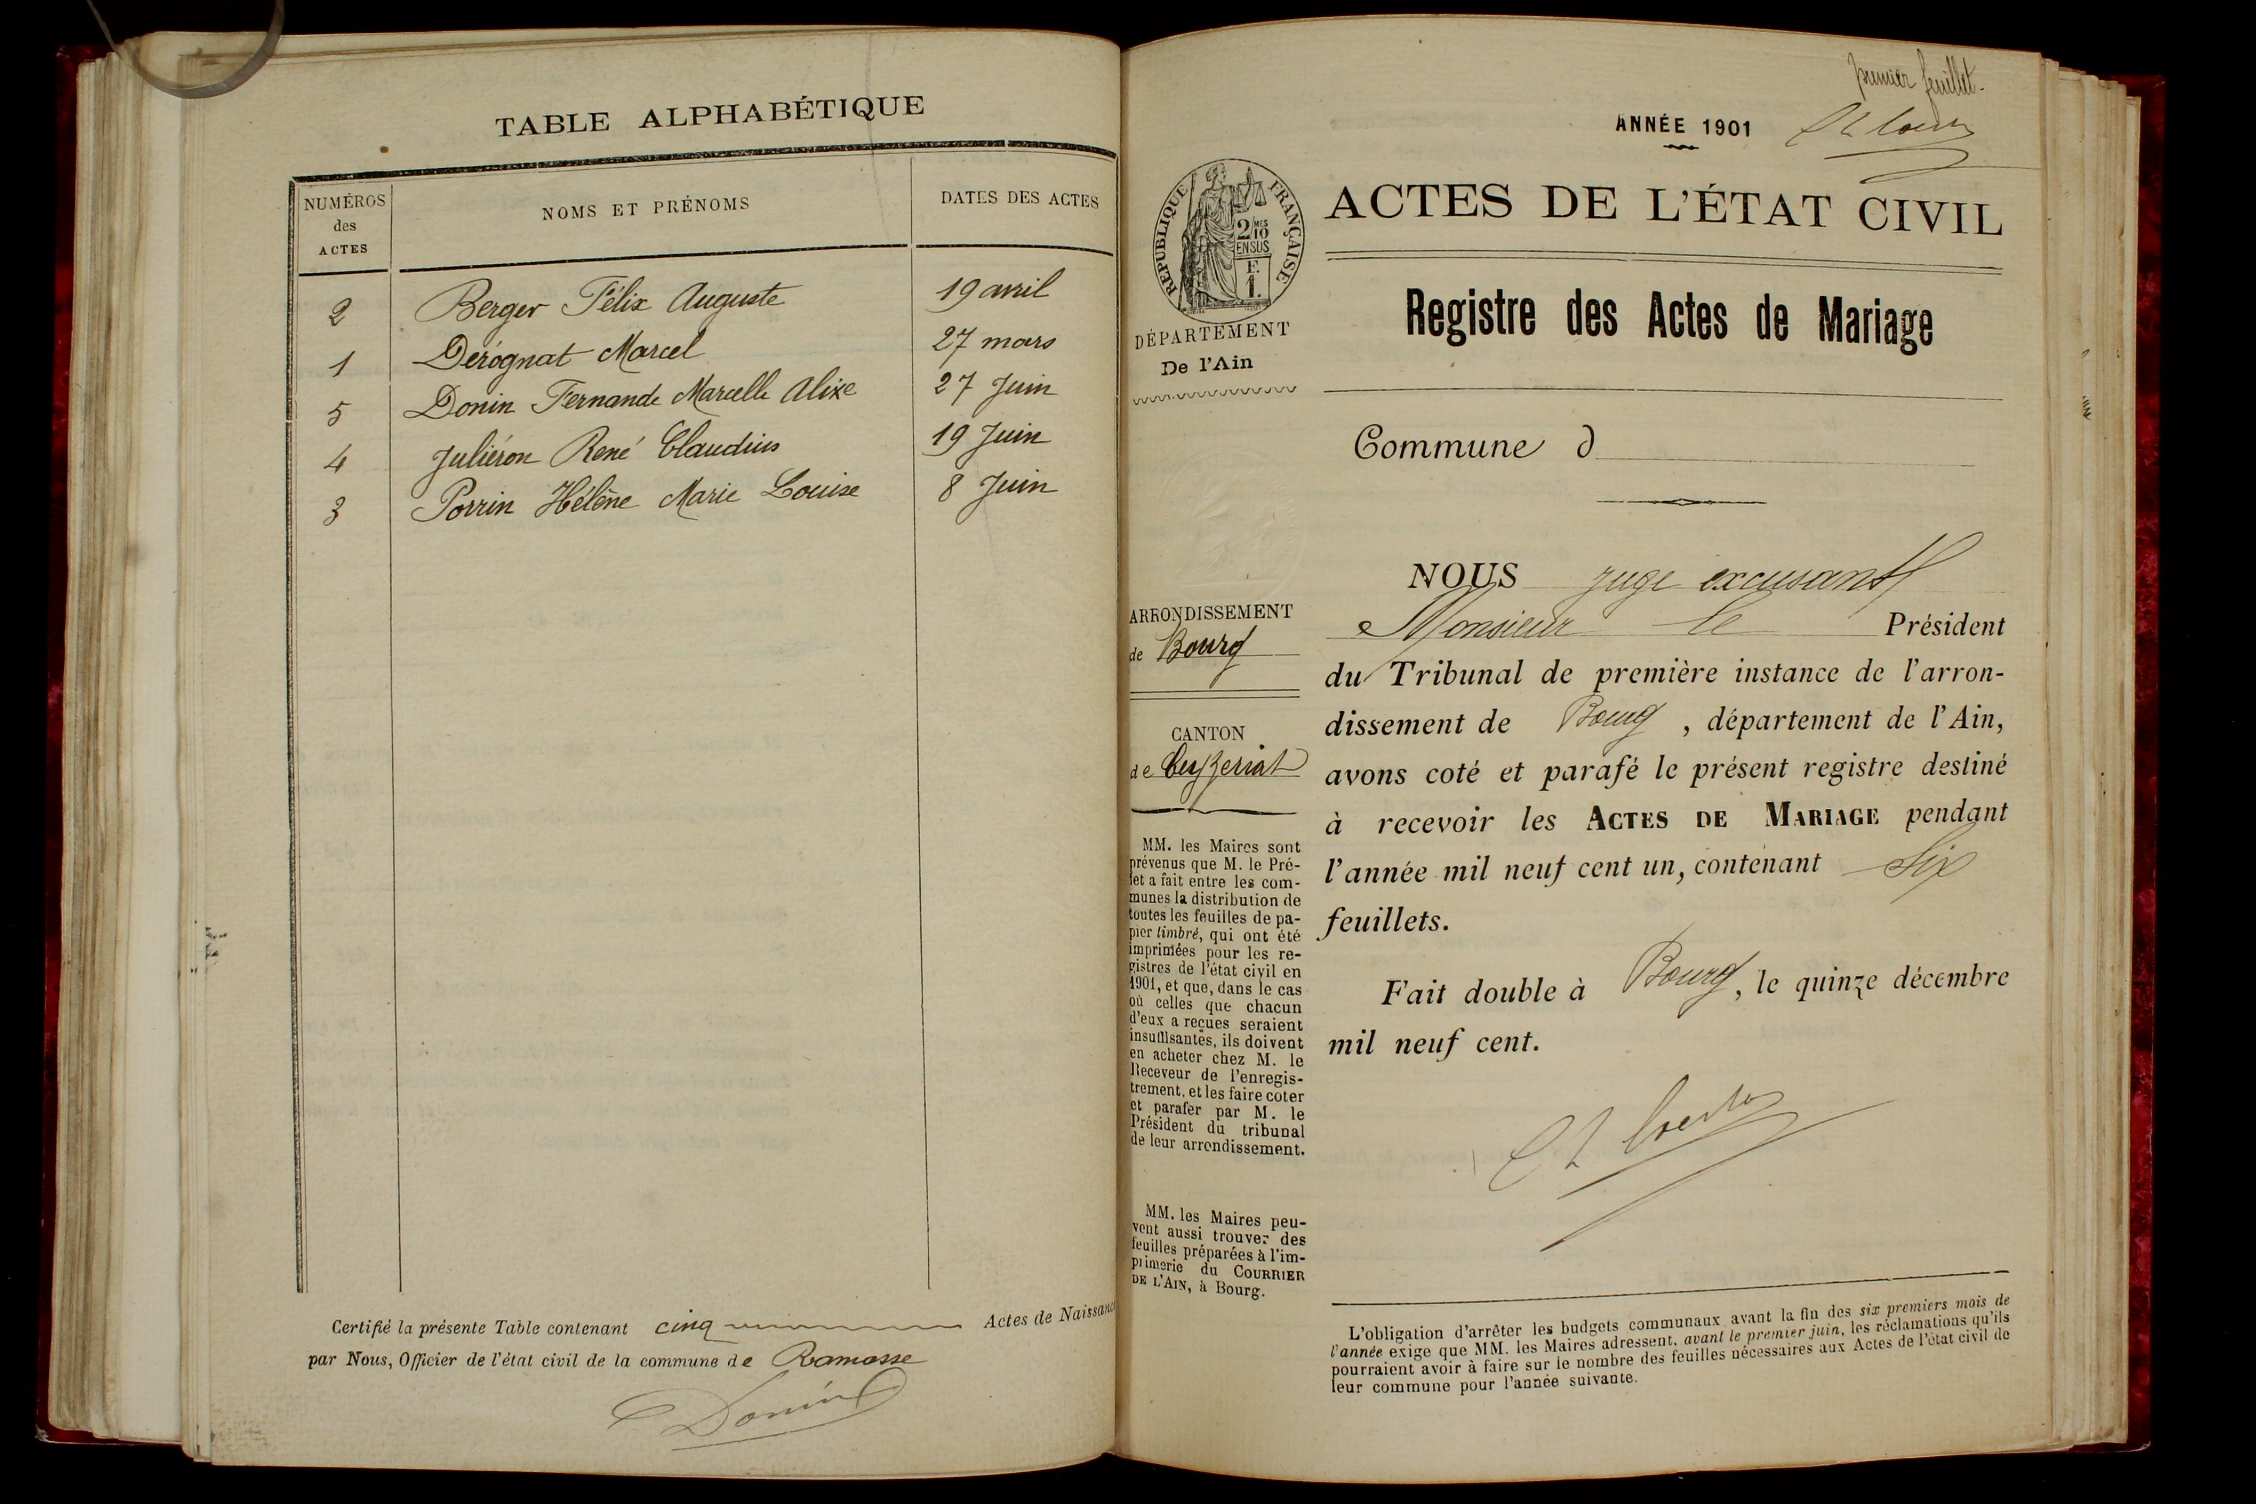 TABLE ALPHABÉTIQUE
NUMÉROS des ACTES
NOMS ET PRÉNOMS
DATES DES ACTES
2 Berger Félix Auguste 19 avril
1 Dérognat Marcel 27 mars
5 Donin Fernande Marcelle Alixe 27 Juin
4 Juliéron René Claudius 19 Juin
3 Porrin Hélène Marie Louise 8 Juin
Certifié la présente Table contenant cinq Actes de Naissance
par Nous, Officier de l'état civil de la commune de Ramasse
Donin
premier feuillet.
ANNÉE 1901
RÉPUBLIQUE FRANÇAISE
2 MES 10
EN SUS
F.
1.
DÉPARTEMENT
De l'Ain
ACTES DE L'ÉTAT CIVIL
Registre des Actes de Mariage
Commune d
ARRONDISSEMENT
de Bourg
CANTON
de Ceyzeriat
MM. les Maires sont
prévenus que M. le Pré-
fet a fait entre les com-
munes la distribution de
toutes les feuilles de pa-
pier timbré, qui ont été
imprimées pour les re-
gistres de l'état civil en
1901, et que, dans le cas
où celles que chacun
d'eux a reçues seraient
insuffisantes, ils doivent
en acheter chez M. le
Receveur de l'enregis-
trement, et les faire coter
et parafer par M. le
Président du tribunal
de leur arrondissement.
MM. les Maires peu-
vent aussi trouver des
feuilles préparées à l'im-
primerie du COURRIER
DE L'AIN, à Bourg.
NOUS juge excusant
Monsieur le Président
du Tribunal de première instance de l'arron-
dissement de Bourg, département de l'Ain,
avons coté et parafé le présent registre destiné
à recevoir les ACTES DE MARIAGE pendant
l'année mil neuf cent un, contenant Six
feuillets.
Fait double à Bourg, le quinze décembre
mil neuf cent.
L'obligation d'arrêter les budgets communaux avant la fin des six premiers mois de
l'année exige que MM. les Maires adressent, avant le premier juin, les réclamations qu'ils
pourraient avoir à faire sur le nombre des feuilles nécessaires aux Actes de l'état civil de
leur commune pour l'année suivante.